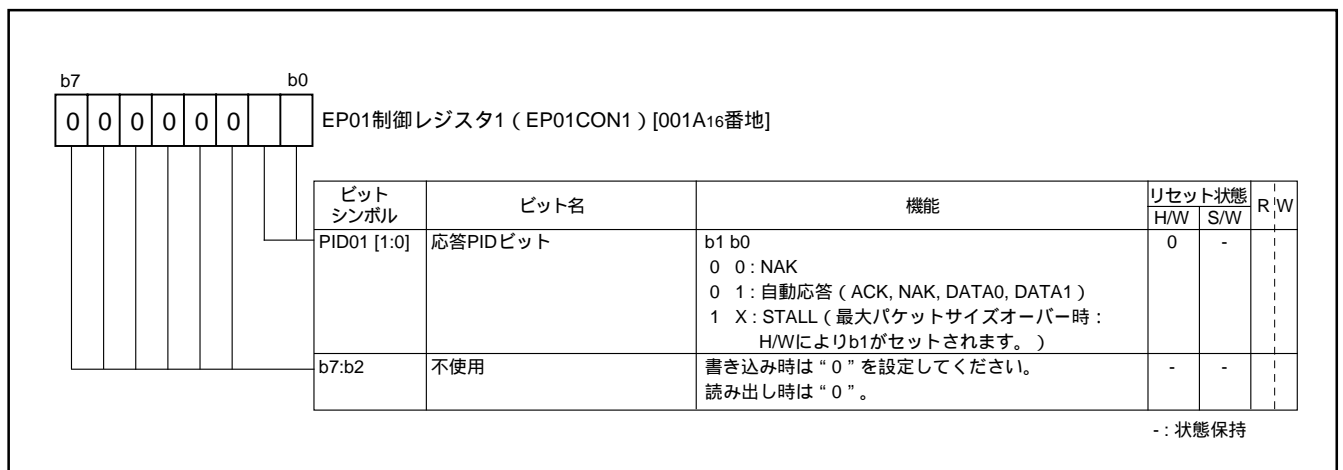 b7 b0
0 0 0 0 0 0
EP01制御レジスタ1（EP01CON1）[001A16番地]
ビット
シンボル
ビット名
機能
リセット状態
H/W S/W
R W
PID01 [1:0] 応答PIDビット b1 b0 0 -
0 0 : NAK
0 1 : 自動応答（ACK, NAK, DATA0, DATA1）
1 X : STALL（最大パケットサイズオーバー時：
H/Wによりb1がセットされます。）
b7:b2 不使用 書き込み時は“0”を設定してください。 - -
読み出し時は“0”。
- : 状態保持